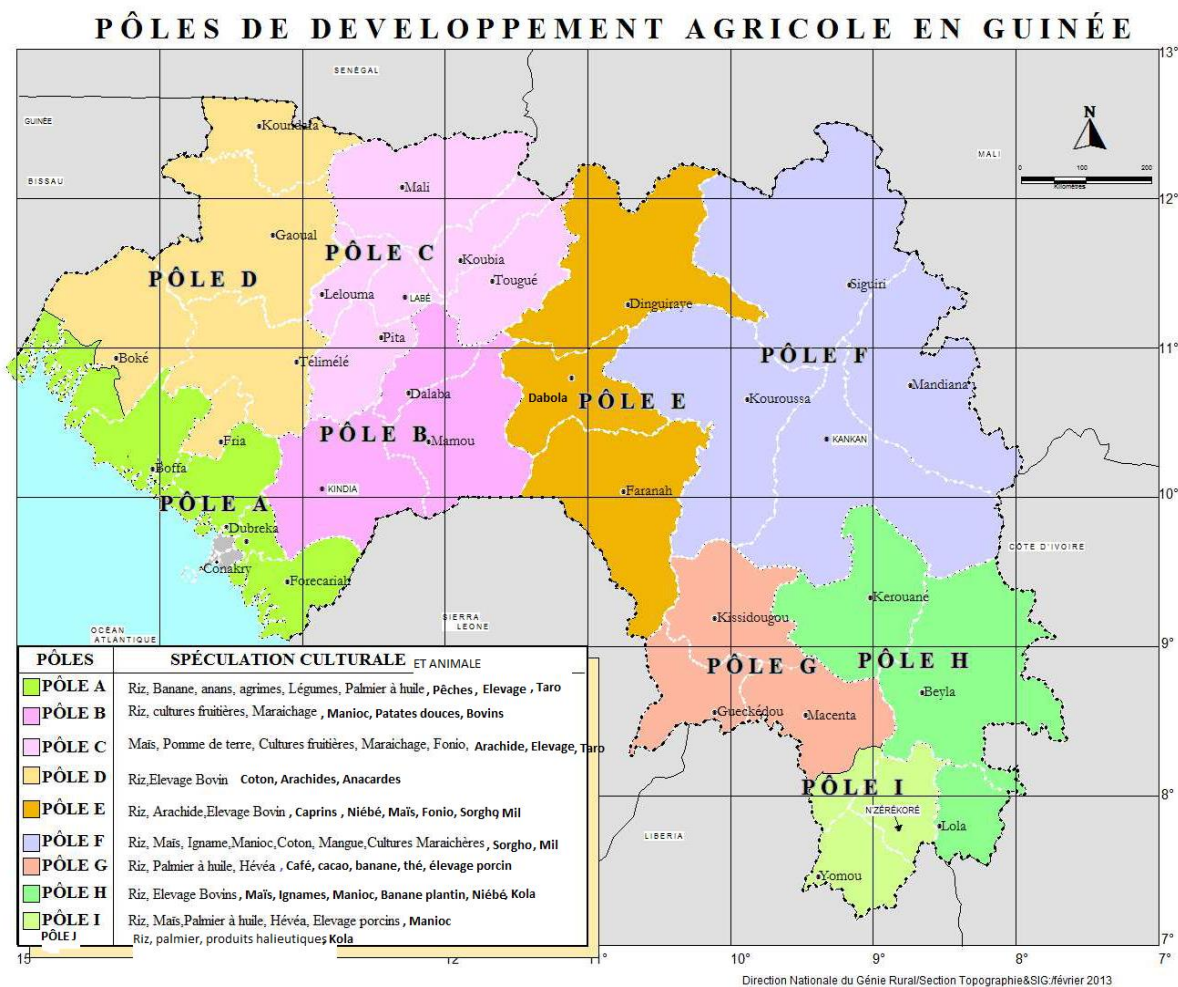 PÔLES DE DEVELOPPEMENT AGRICOLE EN GUINÉE
13°
SENÉGAL
GUINÉE
BISSAU
Koundara
N
MALI
0 100 200
Kilomètres
Mali
12°
Gaoual
PÔLE C
Koubia
PÔLE D
Tougué
Siguiri
Lelouma
LABÉ
Dinguiraye
Pita
11°
Boké
Télimélé
PÔLE F
Mandiana
Dalaba
Dabola
PÔLE E
Kouroussa
PÔLE B
Mamou
Fria
KANKAN
Boffa
KINDIA
Faranah
10°
PÔLE A
Dubreka
CÔTE D'IVOIRE
Conakry
Forecariah
Kerouane
Kissidougou
SIERRA
LEONE
OCÉAN
ATLANTIQUE
9°
PÔLE G
PÔLE H
Beyla
Gueckédou
Macenta
PÔLE I
8°
N'ZÉRÉKORÉ
LIBERIA
Lola
Yomou
PÔLES SPÉCULATION CULTURALE ET ANIMALE
PÔLE A Riz, Banane, anans, agrimes, Légumes, Palmier à huile, Pêches, Elevage, Taro
PÔLE B Riz, cultures fruitières, Maraichage , Manioc, Patates douces, Bovins
PÔLE C Maïs, Pomme de terre, Cultures fruitières, Maraichage, Fonio, Arachide, Elevage, Taro
PÔLE D Riz,Elevage Bovin Coton, Arachides, Anacardes
PÔLE E Riz, Arachide,Elevage Bovin , Caprins , Niébé, Maïs, Fonio, Sorgho Mil
PÔLE F Riz, Maïs, Igname,Manioc,Coton, Mangue,Cultures Maraichères , Sorgho, Mil
PÔLE G Riz, Palmier à huile, Hévéa , Café, cacao, banane, thé, élevage porcin
PÔLE H Riz, Elevage Bovins , Maïs, Ignames, Manioc, Banane plantin, Niébé, Kola
PÔLE I Riz, Maïs,Palmier à huile, Hévéa, Elevage porcins , Manioc
PÔLE J Riz, palmier, produits halieutiques, Kola
7°
15 12 11° 10° 9° 8° 7°
Direction Nationale du Génie Rural/Section Topographie&SIG:/février 2013